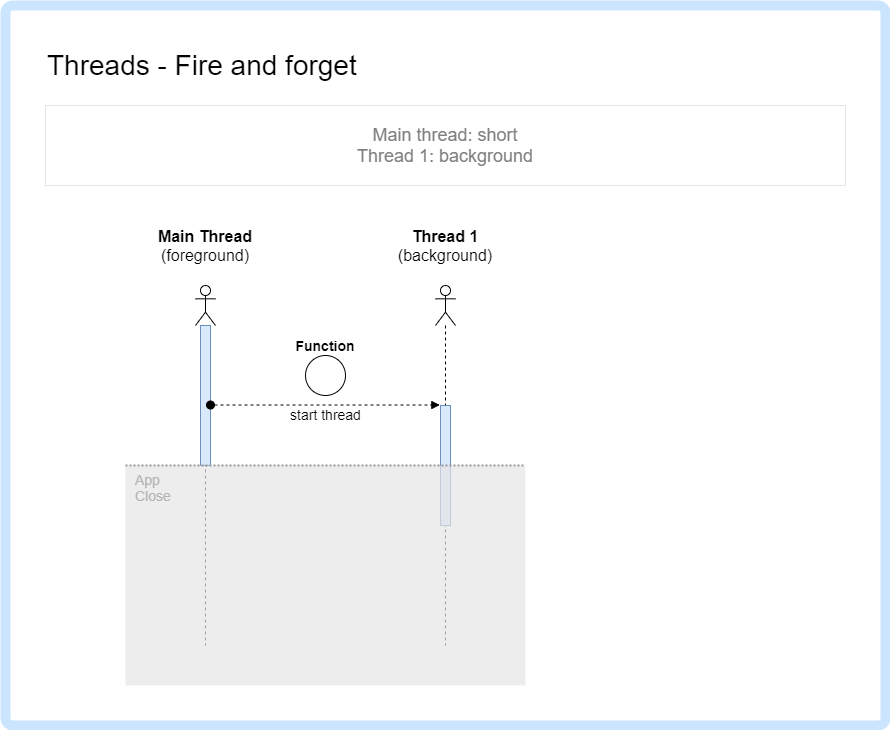 Threads - Fire and forget
Main thread: short
Thread 1: background
Main Thread
(foreground)
Thread 1
(background)
Function
start thread
App
Close